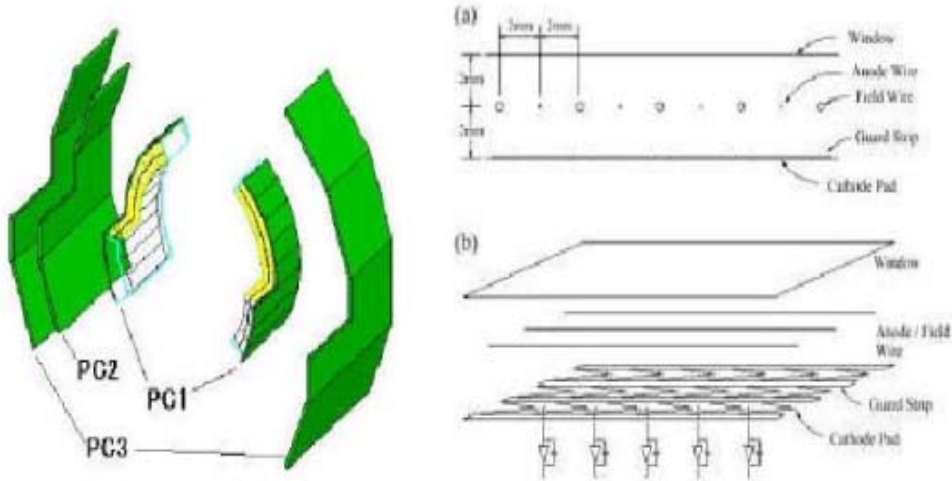 PC2
PC1
PC3
(a)
2mm 2mm
Window
2mm
Anode Wire
Field Wire
2mm
Guard Strip
Cathode Pad
(b)
Window
Anode / Field
Wire
Guard Strip
Cathode Pad